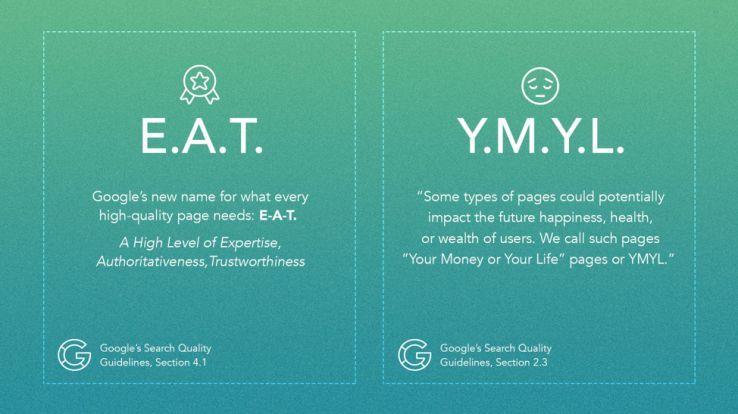 E.A.T.
Google's new name for what every
high-quality page needs: E-A-T.
A High Level of Expertise,
Authoritativeness,Trustworthiness
Google's Search Quality
Guidelines, Section 4.1
Y.M.Y.L.
“Some types of pages could potentially
impact the future happiness, health,
or wealth of users. We call such pages
“Your Money or Your Life” pages or YMYL.”
Google's Search Quality
Guidelines, Section 2.3